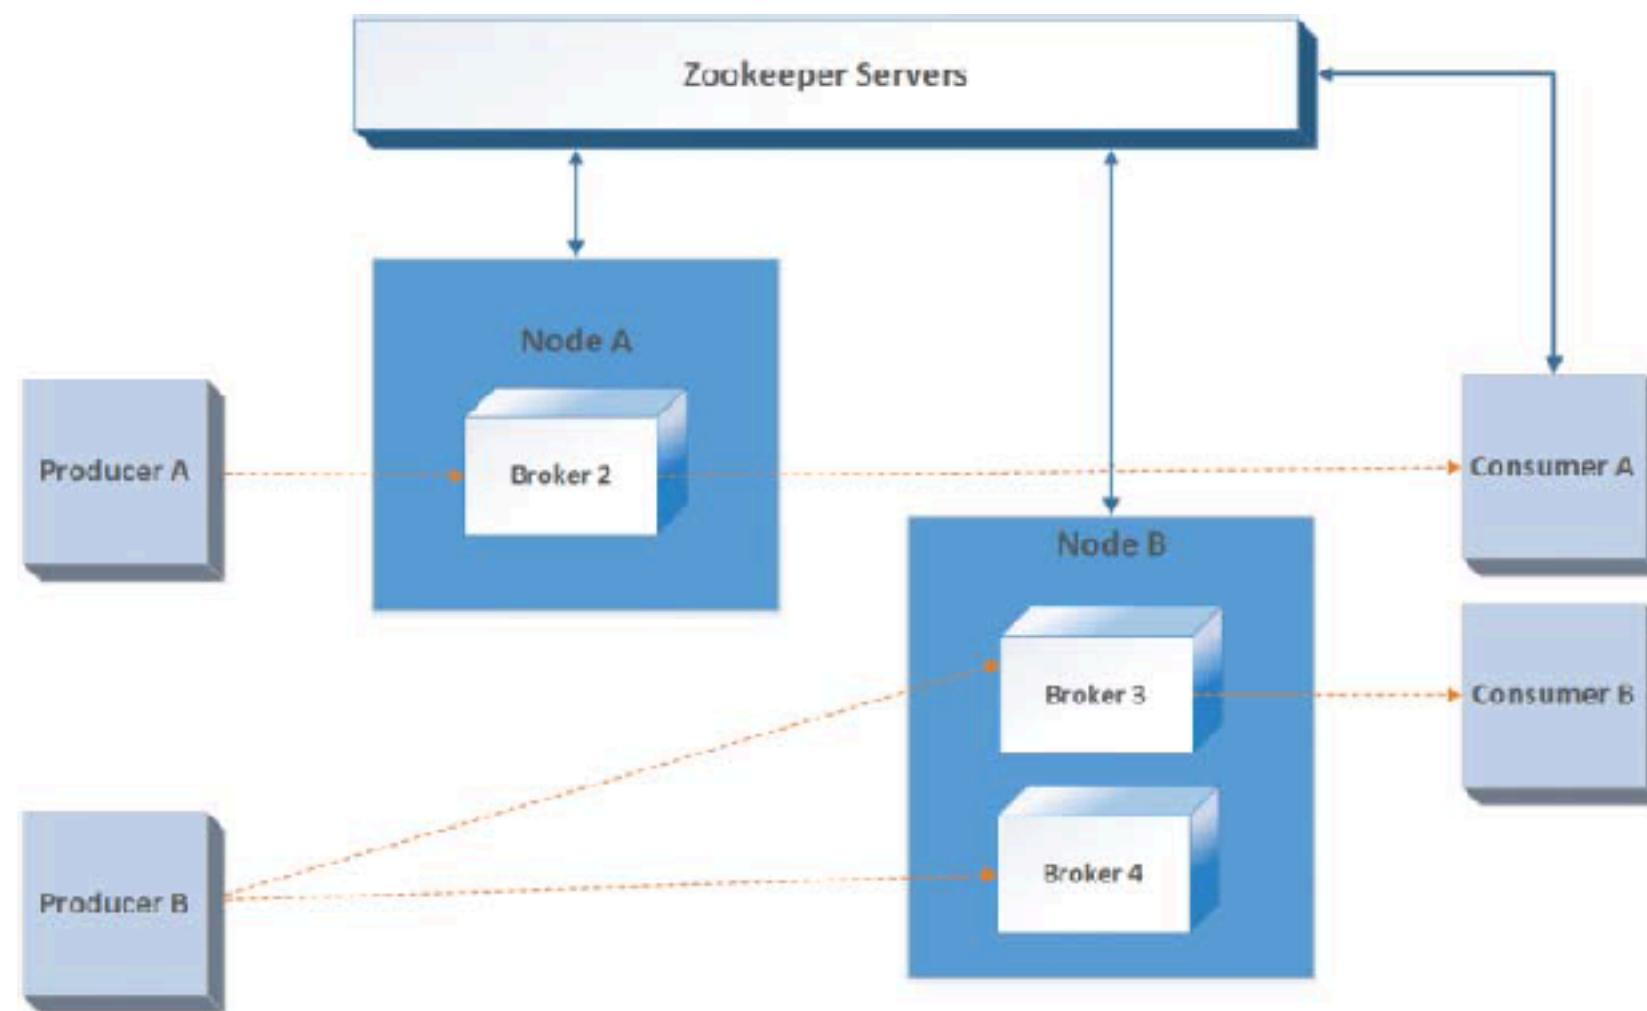 Zookeeper Servers
Node A
Producer A
Broker 2
Consumer A
Node B
Broker 3
Consumer B
Broker 4
Producer B